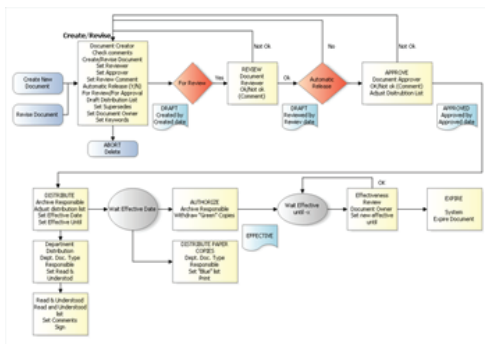 Create/Revise
Document Creator
Check comments
Create/Revise Document
Set Reviewer
Set Approver
Set Review Comment
Automatic Release (Y/N)
For Review/For Approval
Draft Distribution List
Set Supersedes
Set Document Owner
Set Keywords
Create New
Document
Revise Document
ABORT
Delete
For Review
Yes
DRAFT
Created by
Created date
Not Ok
REVIEW
Document
Reviewer
OK/Not ok
(Comment)
Ok
DRAFT
Reviewed by
Review date
No
Automatic
Release
Not Ok
APPROVE
Document Approver
OK/Not ok (Comment)
Adjust Distribution List
APPROVED
Approved by
Approved date
DISTRIBUTE
Archive Responsible
Adjust distribution list
Set Effective Date
Set Effective Until
Wait Effective Date
AUTHORIZE
Archive Responsible
Withdraw "Green" Copies
Wait Effective
until -x
OK
Effectiveness
Review
Document Owner
Set new effective
until
EXPIRE
System
Expire Document
EFFECTIVE
Department
Distribution
Dept. Doc. Type
Responsible
Set Read &
Understood
DISTRIBUTE PAPER
COPIES
Dept. Doc. Type
Responsible
Set "Blue" list
Print
Read & Understood
Read and Understood
list
Set Comments
Sign